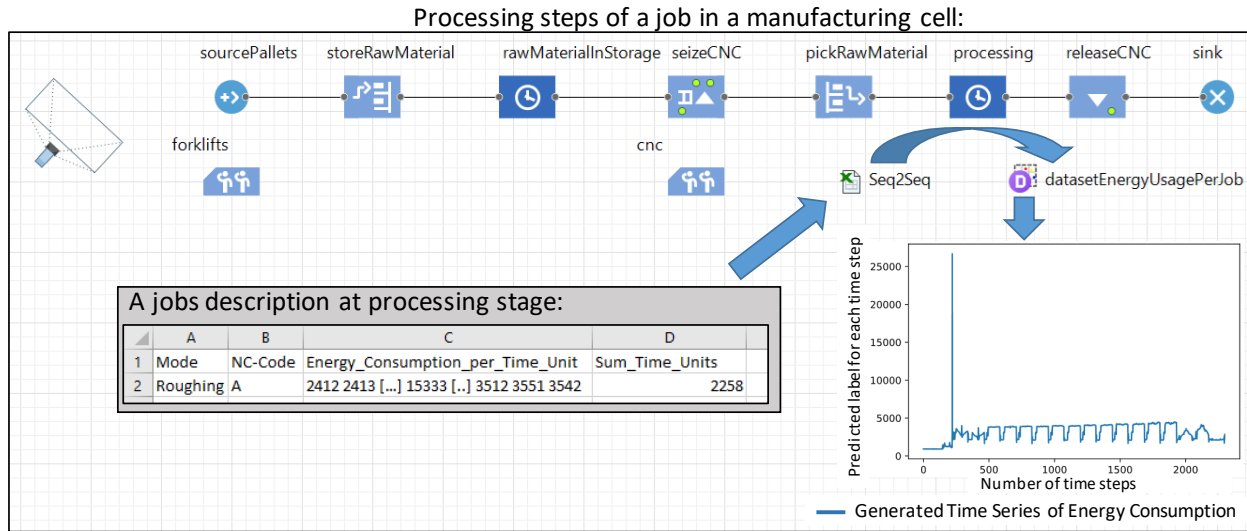 Processing steps of a job in a manufacturing cell:
sourcePallets storeRawMaterial rawMaterialInStorage seizeCNC pickRawMaterial processing releaseCNC sink
forklifts cnc
Seq2Seq datasetEnergyUsagePerJob
A jobs description at processing stage:
A B C D
1 Mode NC-Code Energy_Consumption_per_Time_Unit Sum_Time_Units
2 Roughing A 2412 2413 [...] 15333 [..] 3512 3551 3542 2258
Predicted label for each time step
25000
20000
15000
10000
5000
0
0 500 1000 1500 2000
Number of time steps
Generated Time Series of Energy Consumption